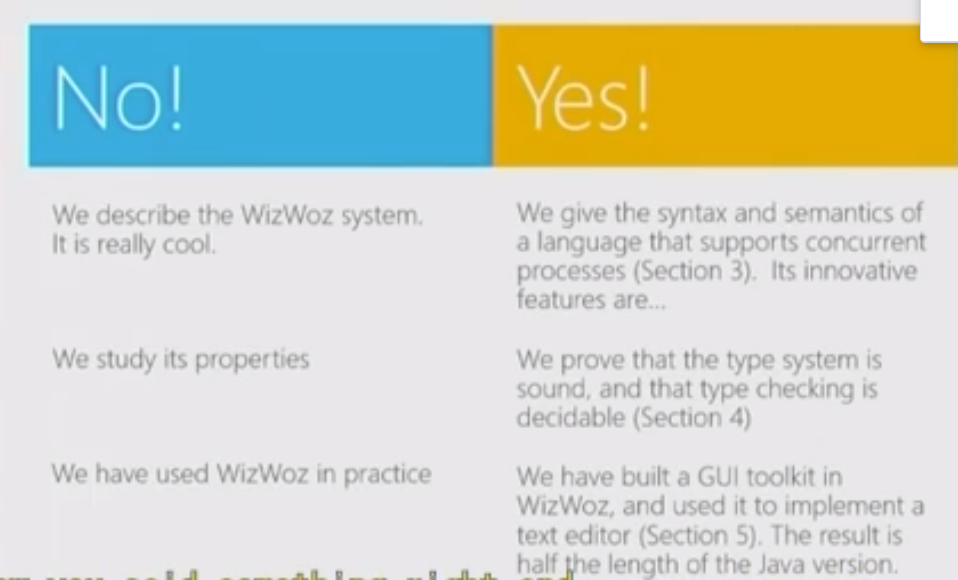 No!
We describe the WizWoz system.
It is really cool.
We study its properties
We have used WizWoz in practice
Yes!
We give the syntax and semantics of
a language that supports concurrent
processes (Section 3).  Its innovative
features are...
We prove that the type system is
sound, and that type checking is
decidable (Section 4)
We have built a GUI toolkit in
WizWoz, and used it to implement a
text editor (Section 5). The result is
half the length of the Java version.
you said something right and